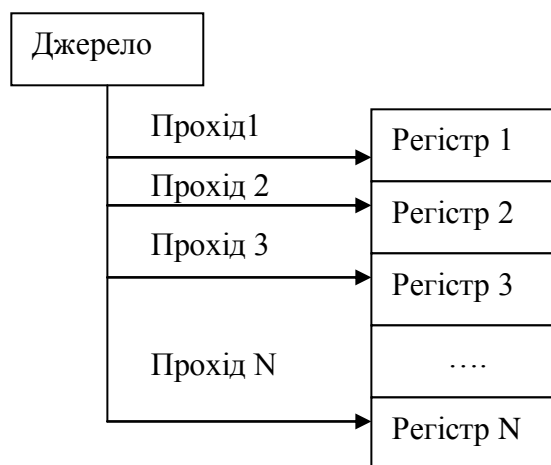 Джерело
Прохід1
Регістр 1
Прохід 2
Регістр 2
Прохід 3
Регістр 3
Прохід N
….
Регістр N